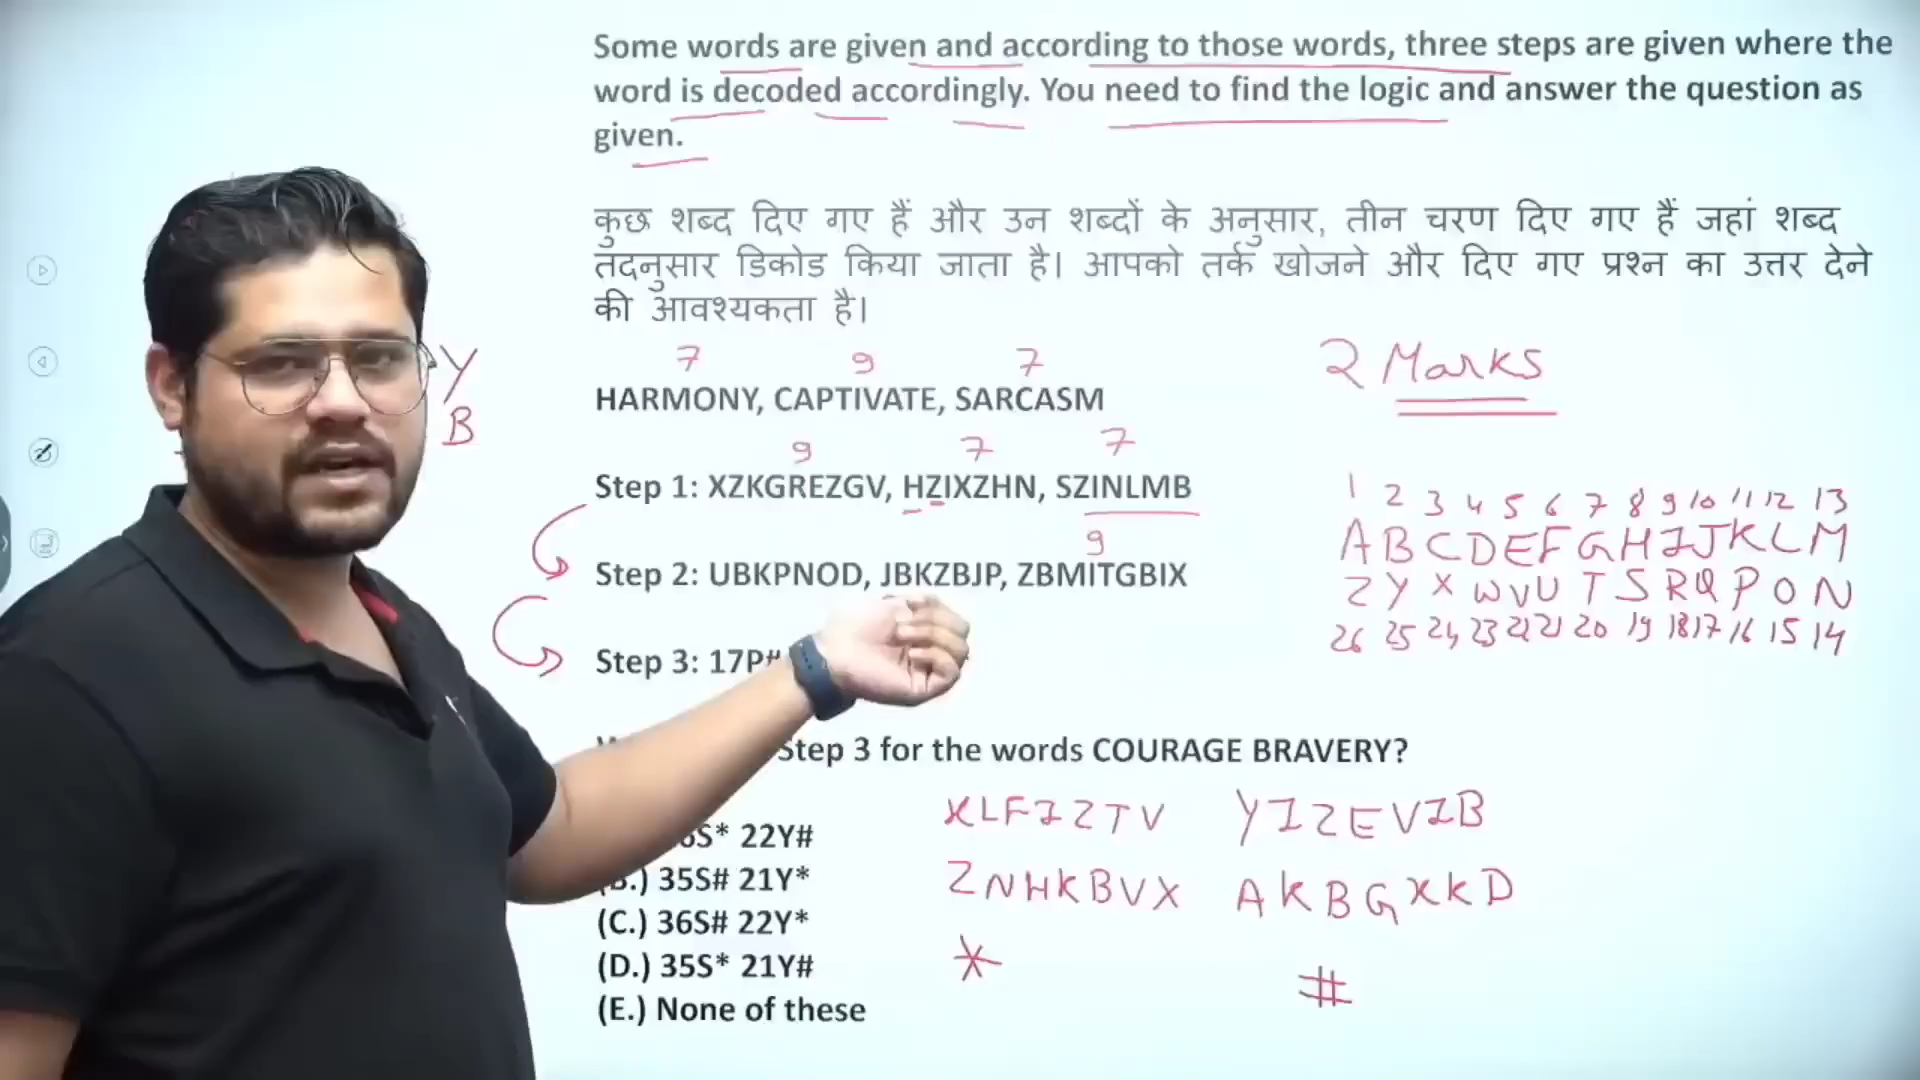 Some words are given and according to those words, three steps are given where the
word is decoded accordingly. You need to find the logic and answer the question as
given.
कुछ शब्द दिए गए हैं और उन शब्दों के अनुसार, तीन चरण दिए गए हैं जहां शब्द
तदनुसार डिकोड किया जाता है। आपको तर्क खोजने और दिए गए प्रश्न का उत्तर देने
की आवश्यकता है।
7 9 7
2 Marks
Y
B
HARMONY, CAPTIVATE, SARCASM
9 7 7
Step 1: XZKGREZGV, HZIXZHN, SZINLMB
9
Step 2: UBKPNOD, JBKZBJP, ZBMITGBIX
Step 3: 17P#
1 2 3 4 5 6 7 8 9 10 11 12 13
A B C D E F G H I J K L M
Z Y X W V U T S R Q P O N
26 25 24 23 22 21 20 19 18 17 16 15 14
Step 3 for the words COURAGE BRAVERY?
XLFIZTV YIZEVIB
S* 22Y#
(B.) 35S# 21Y*
ZNHKBVX AKBGXKD
(C.) 36S# 22Y*
(D.) 35S* 21Y#
* #
(E.) None of these